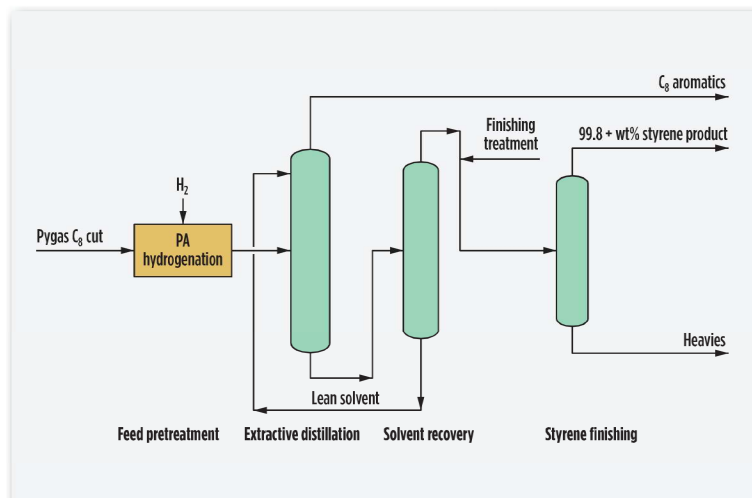 C₈ aromatics
Finishing
treatment
99.8 + wt% styrene product
H₂
Pygas C₈ cut
PA
hydrogenation
Heavies
Lean solvent
Feed pretreatment
Extractive distillation
Solvent recovery
Styrene finishing